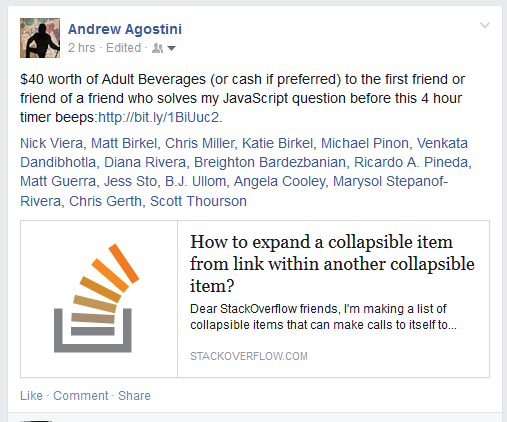 Andrew Agostini
2 hrs · Edited ·
$40 worth of Adult Beverages (or cash if preferred) to the first friend or
friend of a friend who solves my JavaScript question before this 4 hour
timer beeps:http://bit.ly/1BiUuc2.
Nick Viera, Matt Birkel, Chris Miller, Katie Birkel, Michael Pinon, Venkata
Dandibhotla, Diana Rivera, Breighton Bardezbanian, Ricardo A. Pineda,
Matt Guerra, Jess Sto, B.J. Ullom, Angela Cooley, Marysol Stepanof-
Rivera, Chris Gerth, Scott Thourson
How to expand a collapsible item
from link within another collapsible
item?
Dear StackOverflow friends, I'm making a list of
collapsible items that can make calls to itself to...
STACKOVERFLOW.COM
Like · Comment · Share